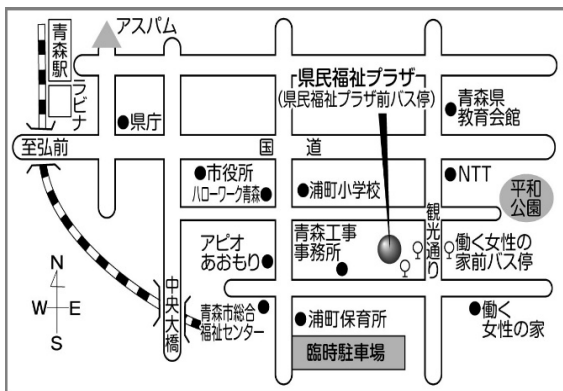 アスパム
青森駅
ラビナ
県庁
県民福祉プラザ
(県民福祉プラザ前バス停)
青森県
教育会館
至弘前
国道
市役所
ハローワーク青森
浦町小学校
NTT
平和
公園
観光通り
アピオ
あおもり
青森工事
事務所
働く女性の
家前バス停
N
W E
S
中央大橋
青森市総合
福祉センター
浦町保育所
働く
女性の家
臨時駐車場